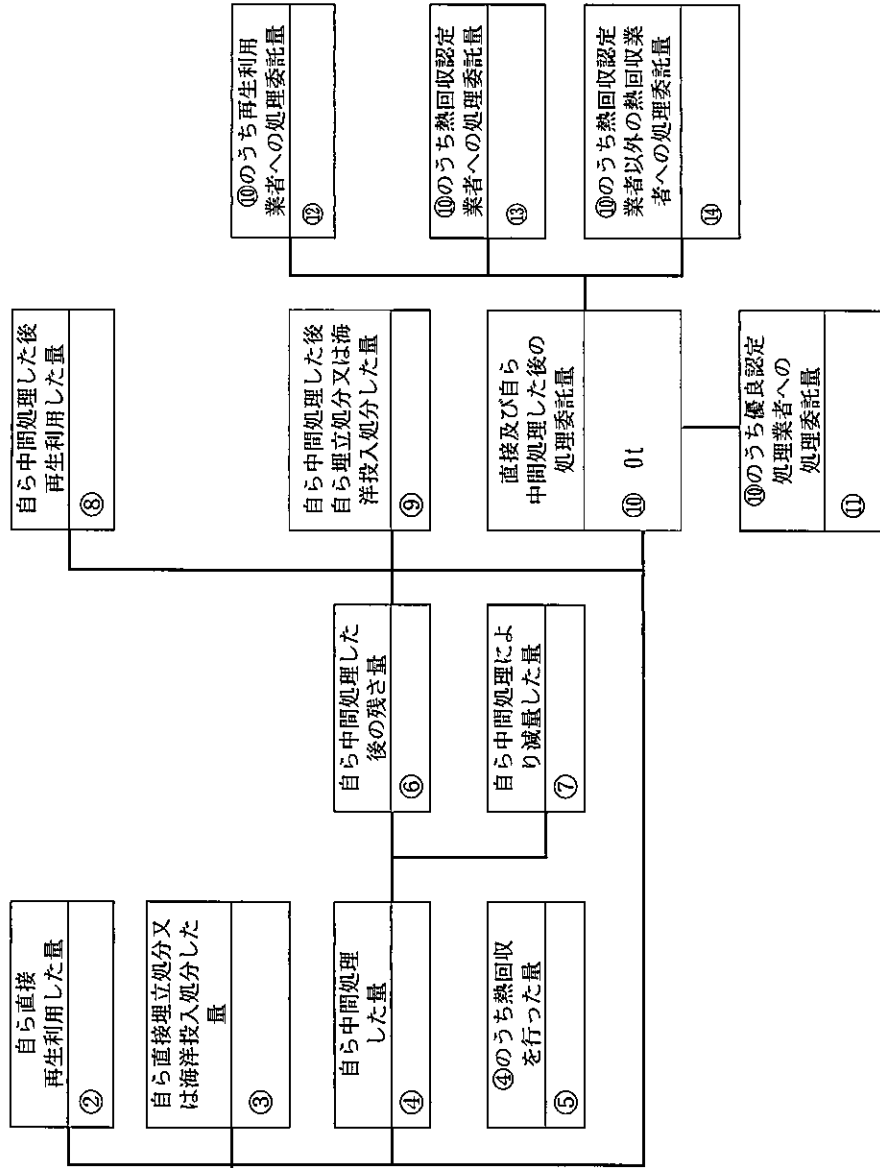 自ら直接
再生利用した量
②
自ら直接埋立処分又
は海洋投入処分した
量
③
自ら中間処理
した量
④
④のうち熱回収
を行った量
⑤
自ら中間処理した
後の残さ量
⑥
自ら中間処理によ
り減量した量
⑦
自ら中間処理した後
再生利用した量
⑧
自ら中間処理した後
自ら埋立処分又は海
洋投入処分した量
⑨
直接及び自ら
中間処理した後の
処理委託量
⑩ 0t
⑩のうち優良認定
処理業者への
処理委託量
⑪
⑩のうち再生利用
業者への処理委託量
⑫
⑩のうち熱回収認定
業者への処理委託量
⑬
⑩のうち熱回収認定
業者以外の熱回収業
者への処理委託量
⑭